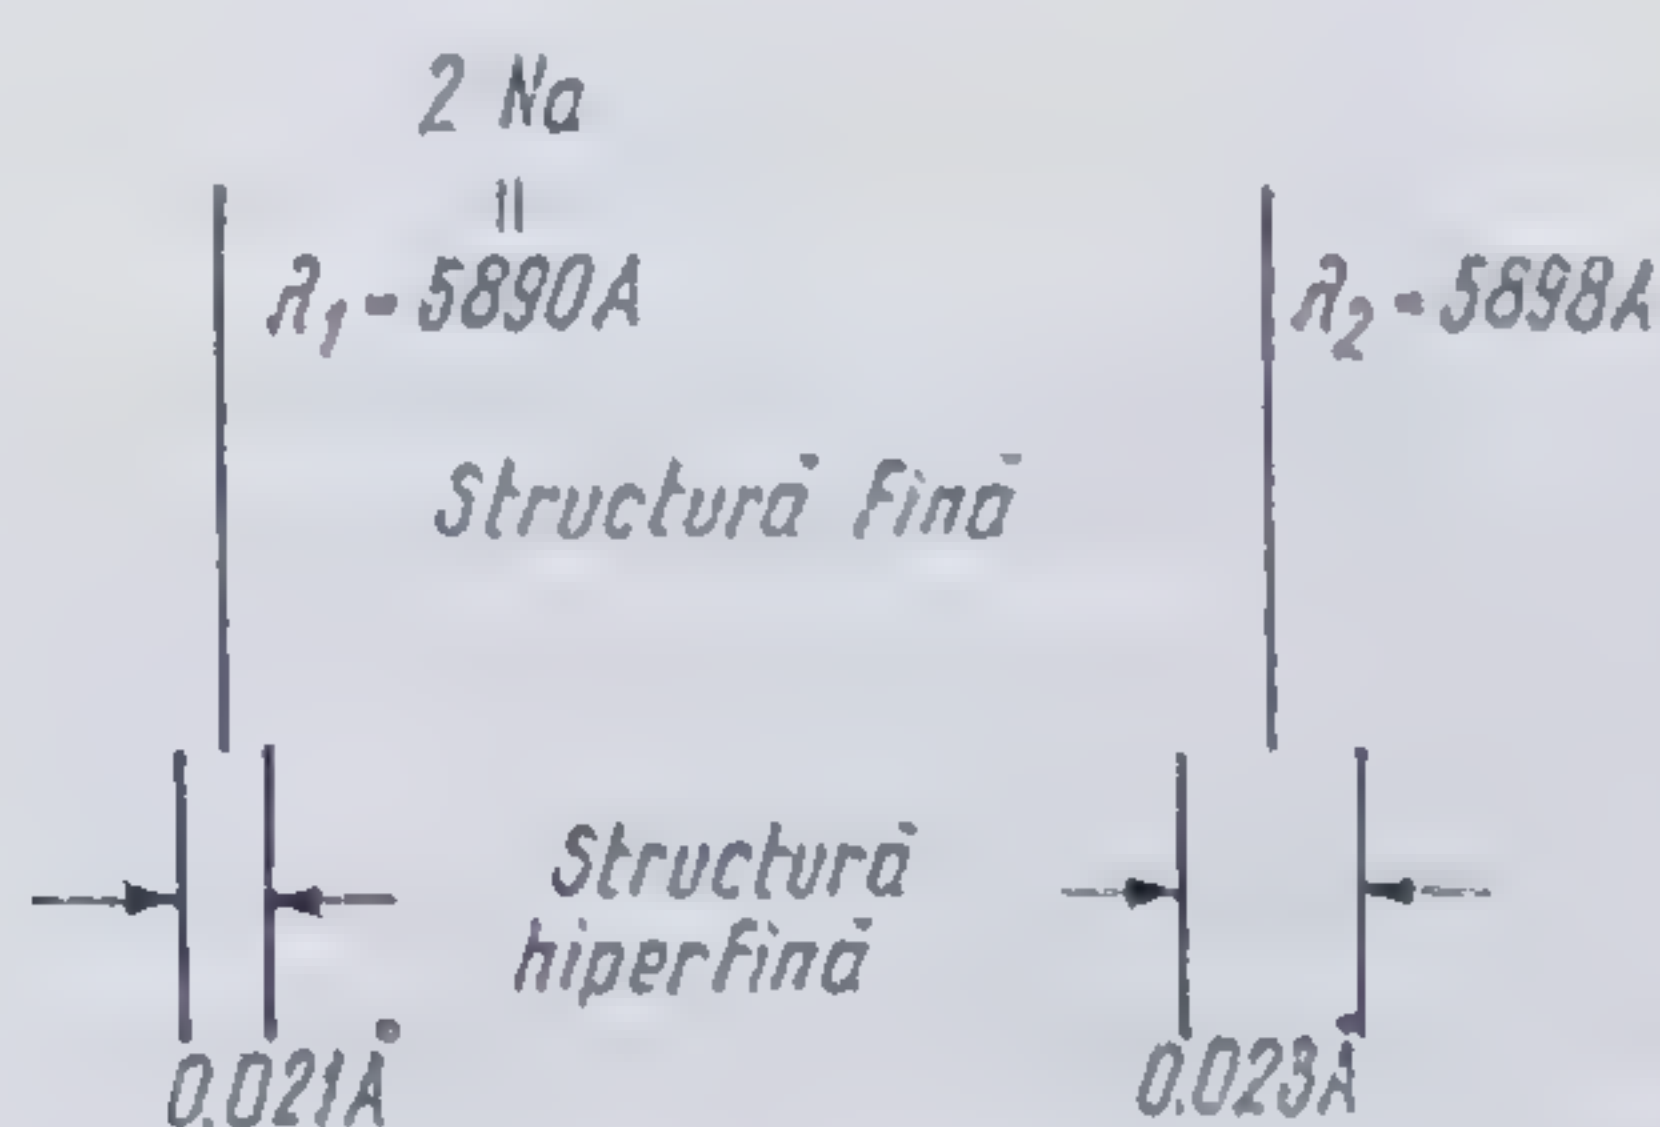 2 Na
λ₁ - 5890A
λ₂ - 5898A
Structură Fină
Structură
hiperfină
0.021Å
0.023Å